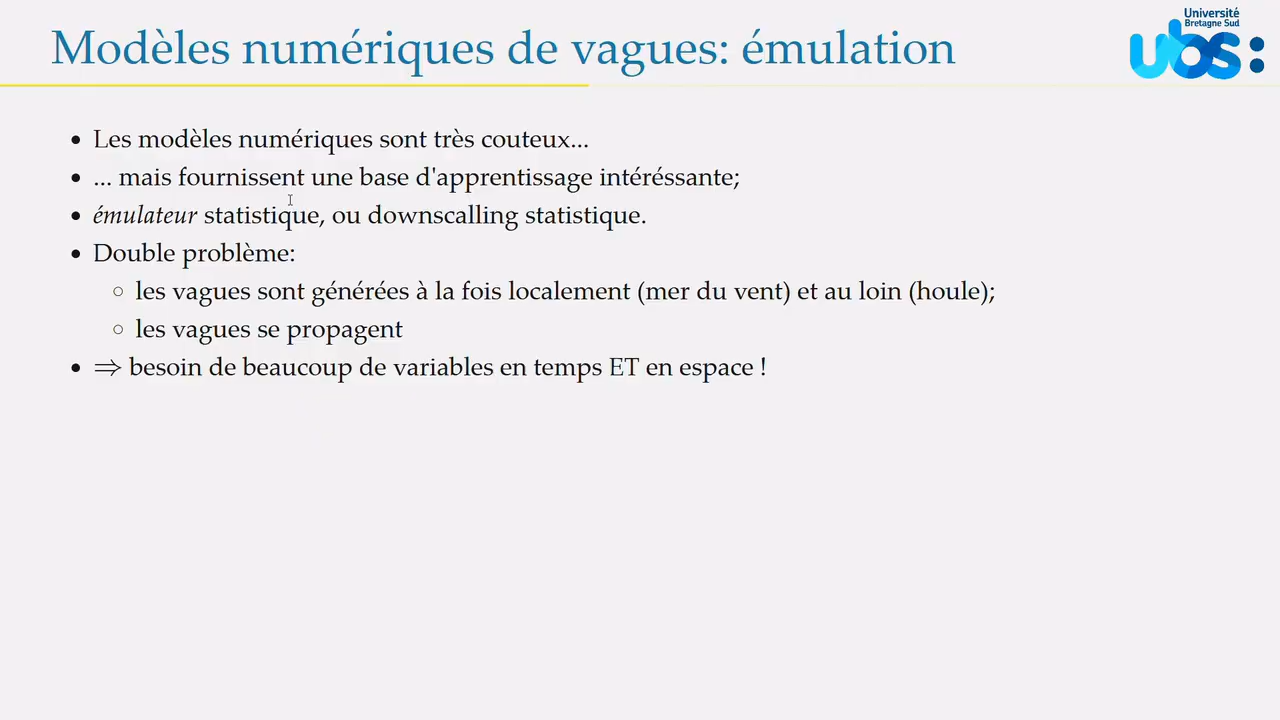 Modèles numériques de vagues: émulation
Université
Bretagne Sud
ubs:
• Les modèles numériques sont très couteux...
• ... mais fournissent une base d'apprentissage intéréssante;
• émulateur statistique, ou downscalling statistique.
• Double problème:
○ les vagues sont générées à la fois localement (mer du vent) et au loin (houle);
○ les vagues se propagent
• ⇒ besoin de beaucoup de variables en temps ET en espace !